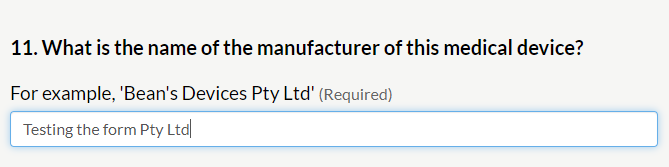 11. What is the name of the manufacturer of this medical device?
For example, 'Bean's Devices Pty Ltd' (Required)
Testing the form Pty Ltd